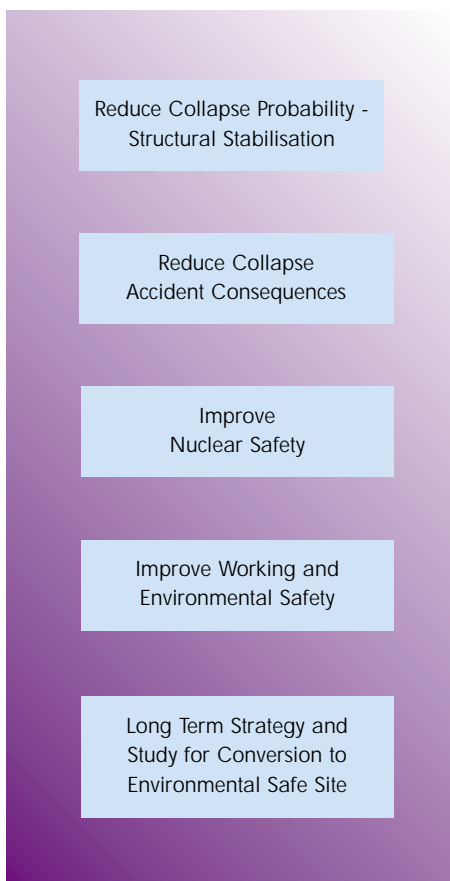 Reduce Collapse Probability -
Structural Stabilisation
Reduce Collapse
Accident Consequences
Improve
Nuclear Safety
Improve Working and
Environmental Safety
Long Term Strategy and
Study for Conversion to
Environmental Safe Site